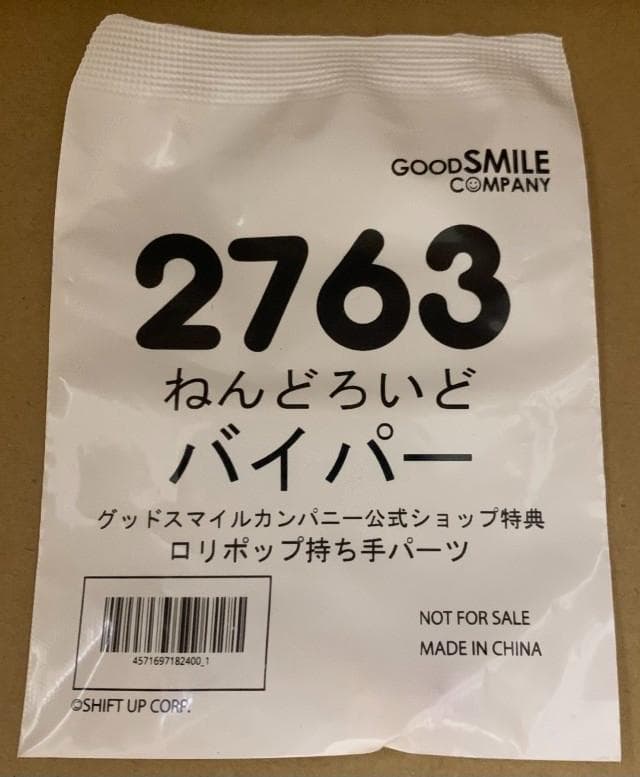 GOODSMILE
COMPANY
2763
ねんどろいど
バイパー
グッドスマイルカンパニー公式ショップ特典
ロリポップ持ち手パーツ
4571697182400_1
NOT FOR SALE
MADE IN CHINA
©SHIFT UP CORP.